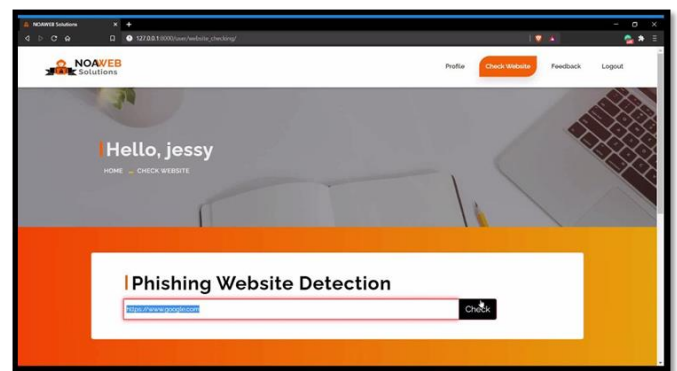 NOAWEB Solutions
127.0.0.1:8000/user/website_checking/
NOAWEB
Solutions
Profile
Check Website
Feedback
Logout
Hello, jessy
HOME
CHECK WEBSITE
Phishing Website Detection
https://www.google.com
Check